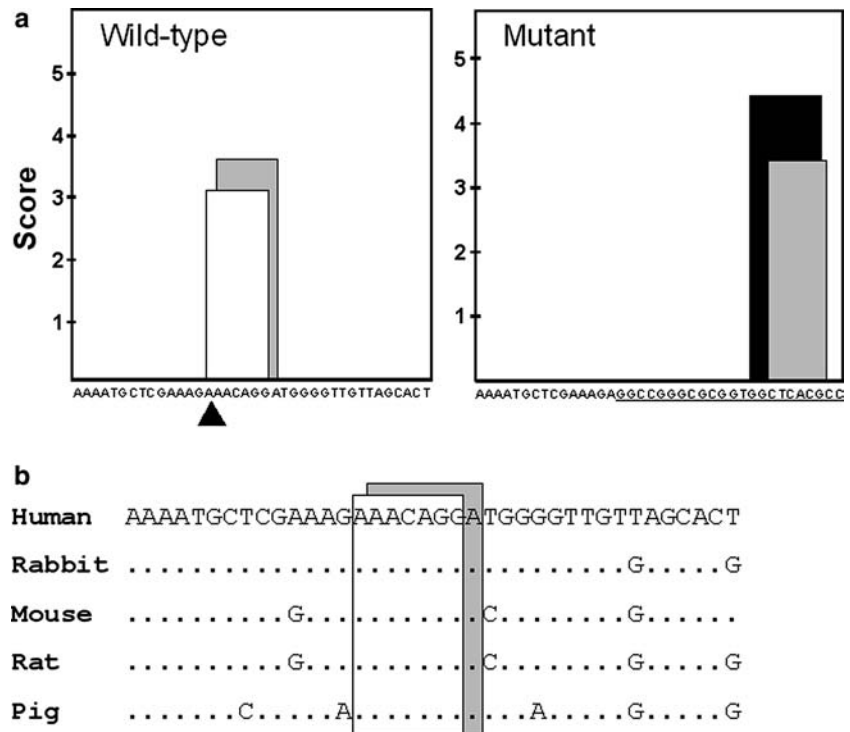 a
Wild-type
Mutant
Score
5
4
3
2
1
5
4
3
2
1
AAAATGCTCGAAAGAAACAGGATGGGGTTGTTAGCACT
AAAATGCTCGAAAGAGGCCGGGCGCGGTGGCTCACGCC
b
Human AAAATGCTCGAAAGAAACAGGATGGGGTTGTTAGCACT
Rabbit ...............................G.....G
Mouse ..........G...........C........G......
Rat ..........G...........C........G.....G
Pig .......C.....A...........A.....G.....G